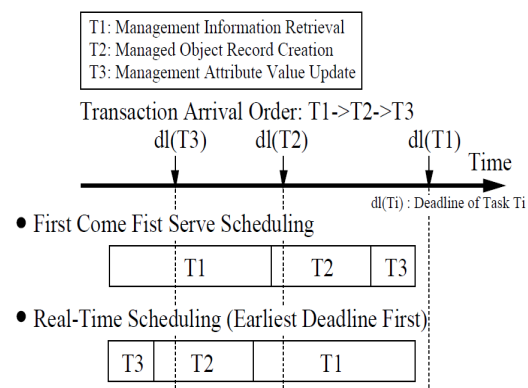 T1: Management Information Retrieval
T2: Managed Object Record Creation
T3: Management Attribute Value Update
Transaction Arrival Order: T1->T2->T3
dl(T3) dl(T2) dl(T1)
Time
dl(Ti) : Deadline of Task Ti
• First Come Fist Serve Scheduling
T1 T2 T3
• Real-Time Scheduling (Earliest Deadline First)
T3 T2 T1